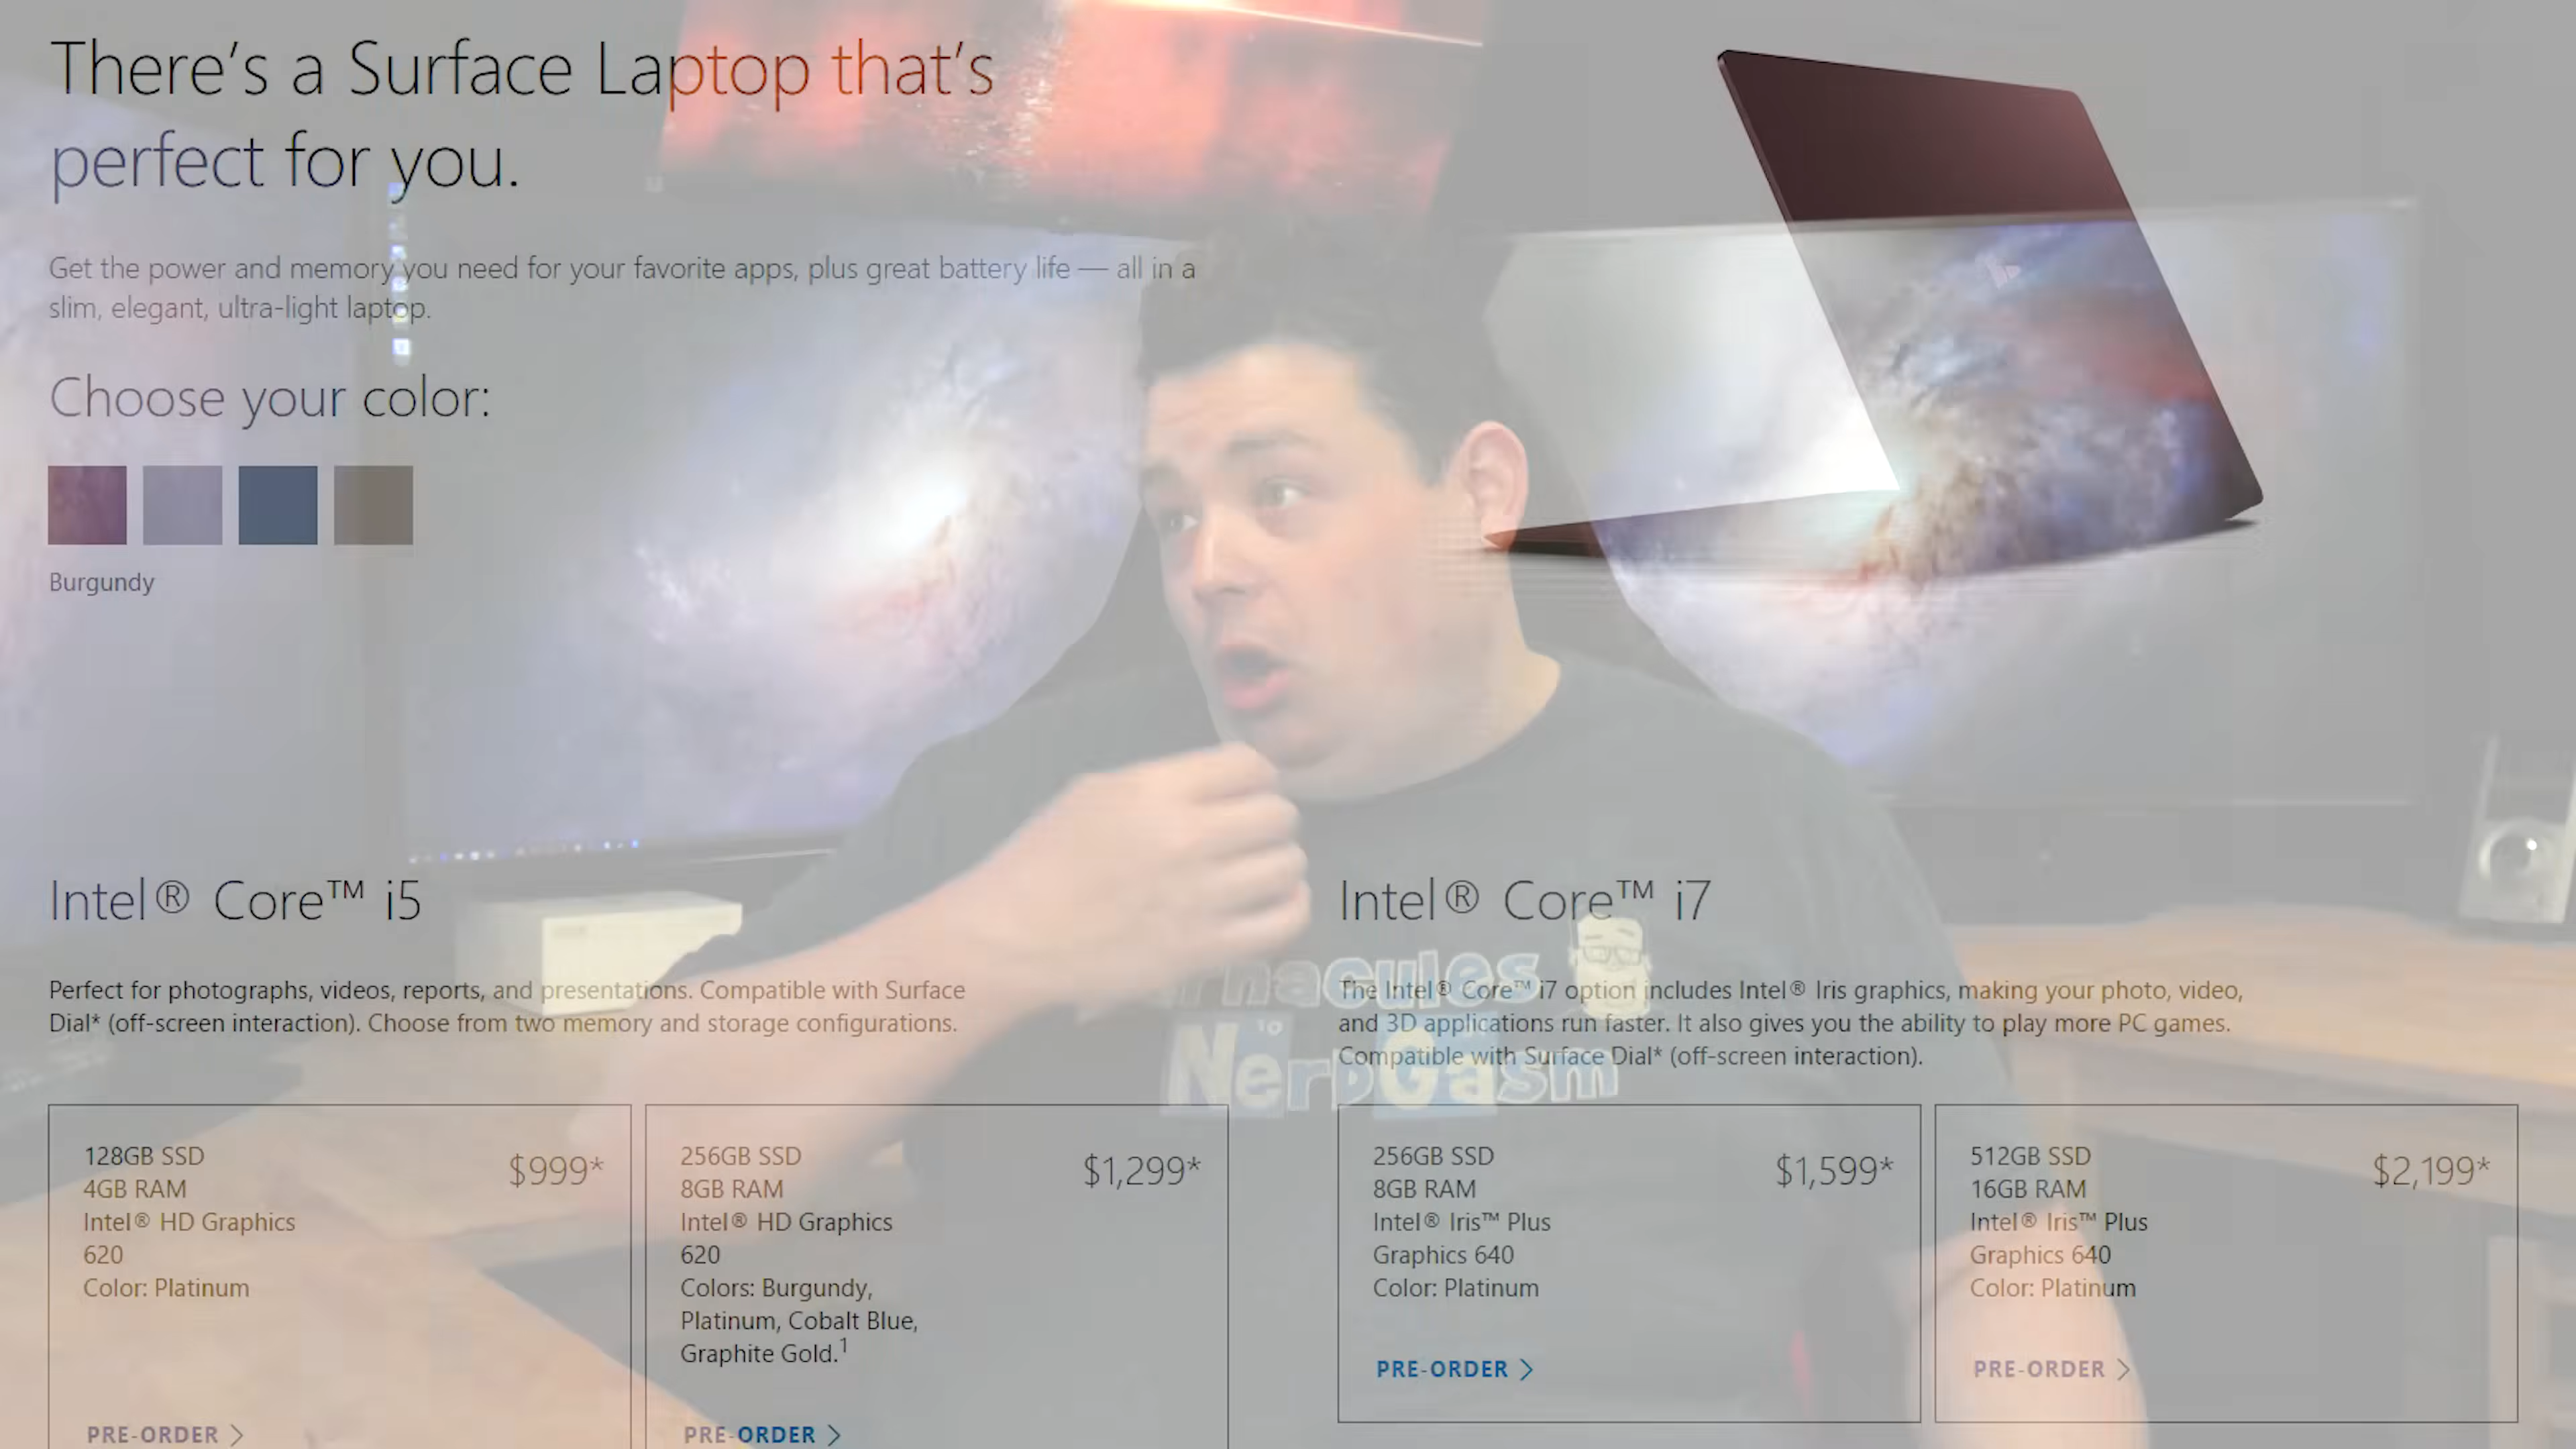 There's a Surface Laptop that's
perfect for you.
Get the power and memory you need for your favorite apps, plus great battery life — all in a
slim, elegant, ultra-light laptop.
Choose your color:
Burgundy
Intel® Core™ i5
Perfect for photographs, videos, reports, and presentations. Compatible with Surface
Dial* (off-screen interaction). Choose from two memory and storage configurations.
128GB SSD
4GB RAM
Intel® HD Graphics
620
Color: Platinum
$999*
PRE-ORDER
256GB SSD
8GB RAM
Intel® HD Graphics
620
Colors: Burgundy,
Platinum, Cobalt Blue,
Graphite Gold.1
$1,299*
PRE-ORDER
Intel® Core™ i7
The Intel® Core™ i7 option includes Intel® Iris graphics, making your photo, video,
and 3D applications run faster. It also gives you the ability to play more PC games.
Compatible with Surface Dial* (off-screen interaction).
256GB SSD
8GB RAM
Intel® Iris™ Plus
Graphics 640
Color: Platinum
$1,599*
PRE-ORDER
512GB SSD
16GB RAM
Intel® Iris™ Plus
Graphics 640
Color: Platinum
$2,199*
PRE-ORDER
NerdGasm